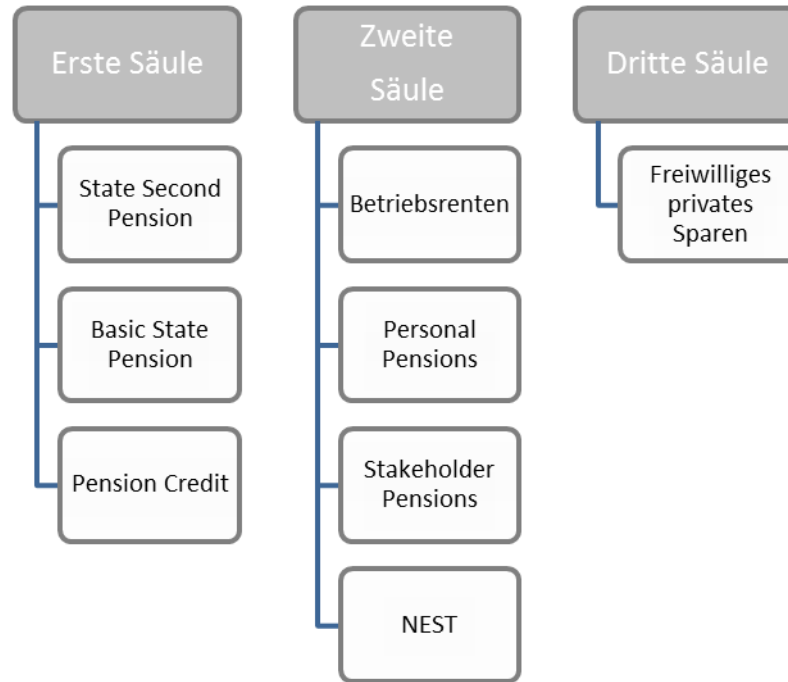 Erste Säule
State Second
Pension
Basic State
Pension
Pension Credit
Zweite
Säule
Betriebsrenten
Personal
Pensions
Stakeholder
Pensions
NEST
Dritte Säule
Freiwilliges
privates
Sparen